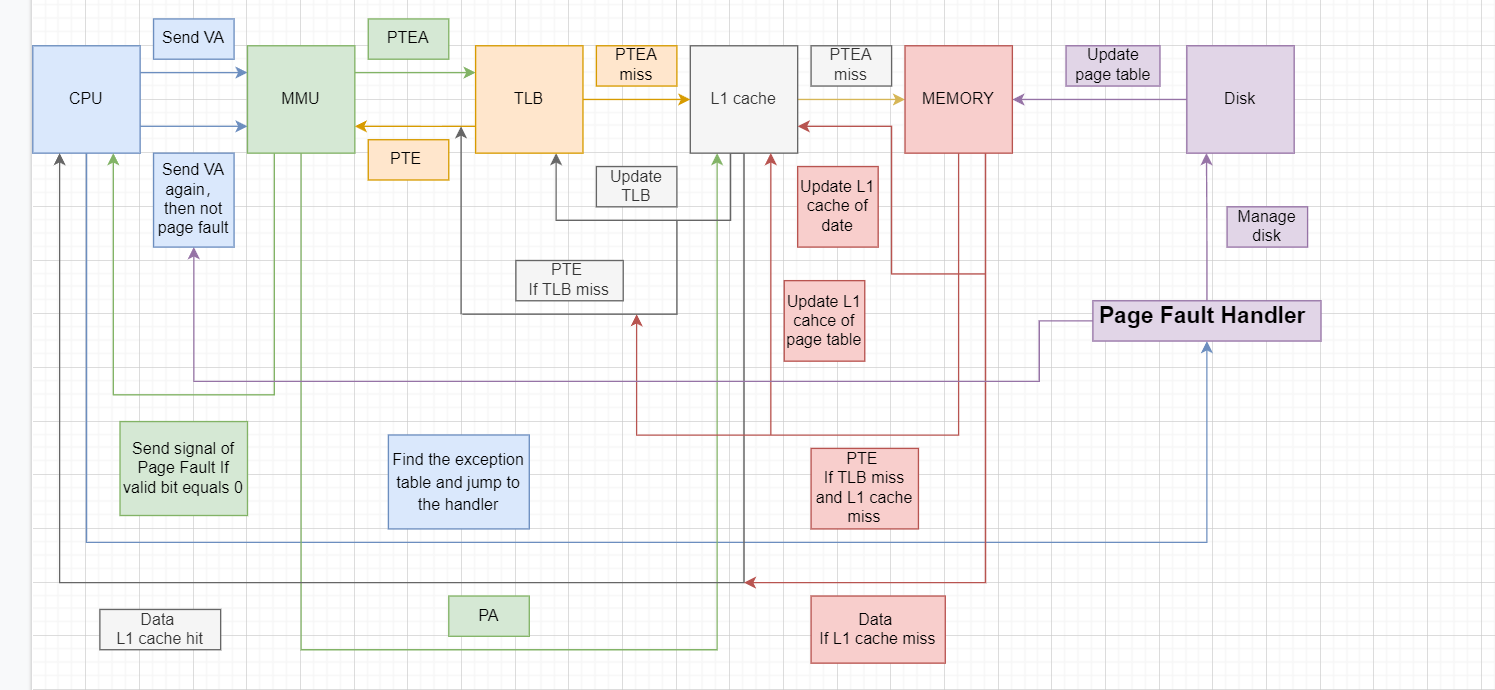 Send VA
PTEA
PTEA
miss
PTEA
miss
Update
page table
CPU
MMU
TLB
L1 cache
MEMORY
Disk
PTE
Send VA
again,
then not
page fault
Update
TLB
Update L1
cache of
date
Manage
disk
PTE
If TLB miss
Update L1
cahce of
page table
Page Fault Handler
Send signal of
Page Fault If
valid bit equals 0
Find the exception
table and jump to
the handler
PTE
If TLB miss
and L1 cache
miss
Data
L1 cache hit
PA
Data
If L1 cache miss